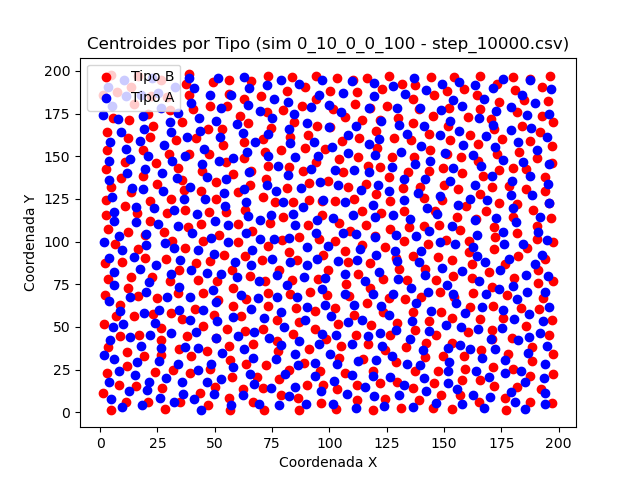 Centroides por Tipo (sim 0_10_0_0_100 - step_10000.csv)
Tipo B
Tipo A
Coordenada Y
200
175
150
125
100
75
50
25
0
0 25 50 75 100 125 150 175 200
Coordenada X